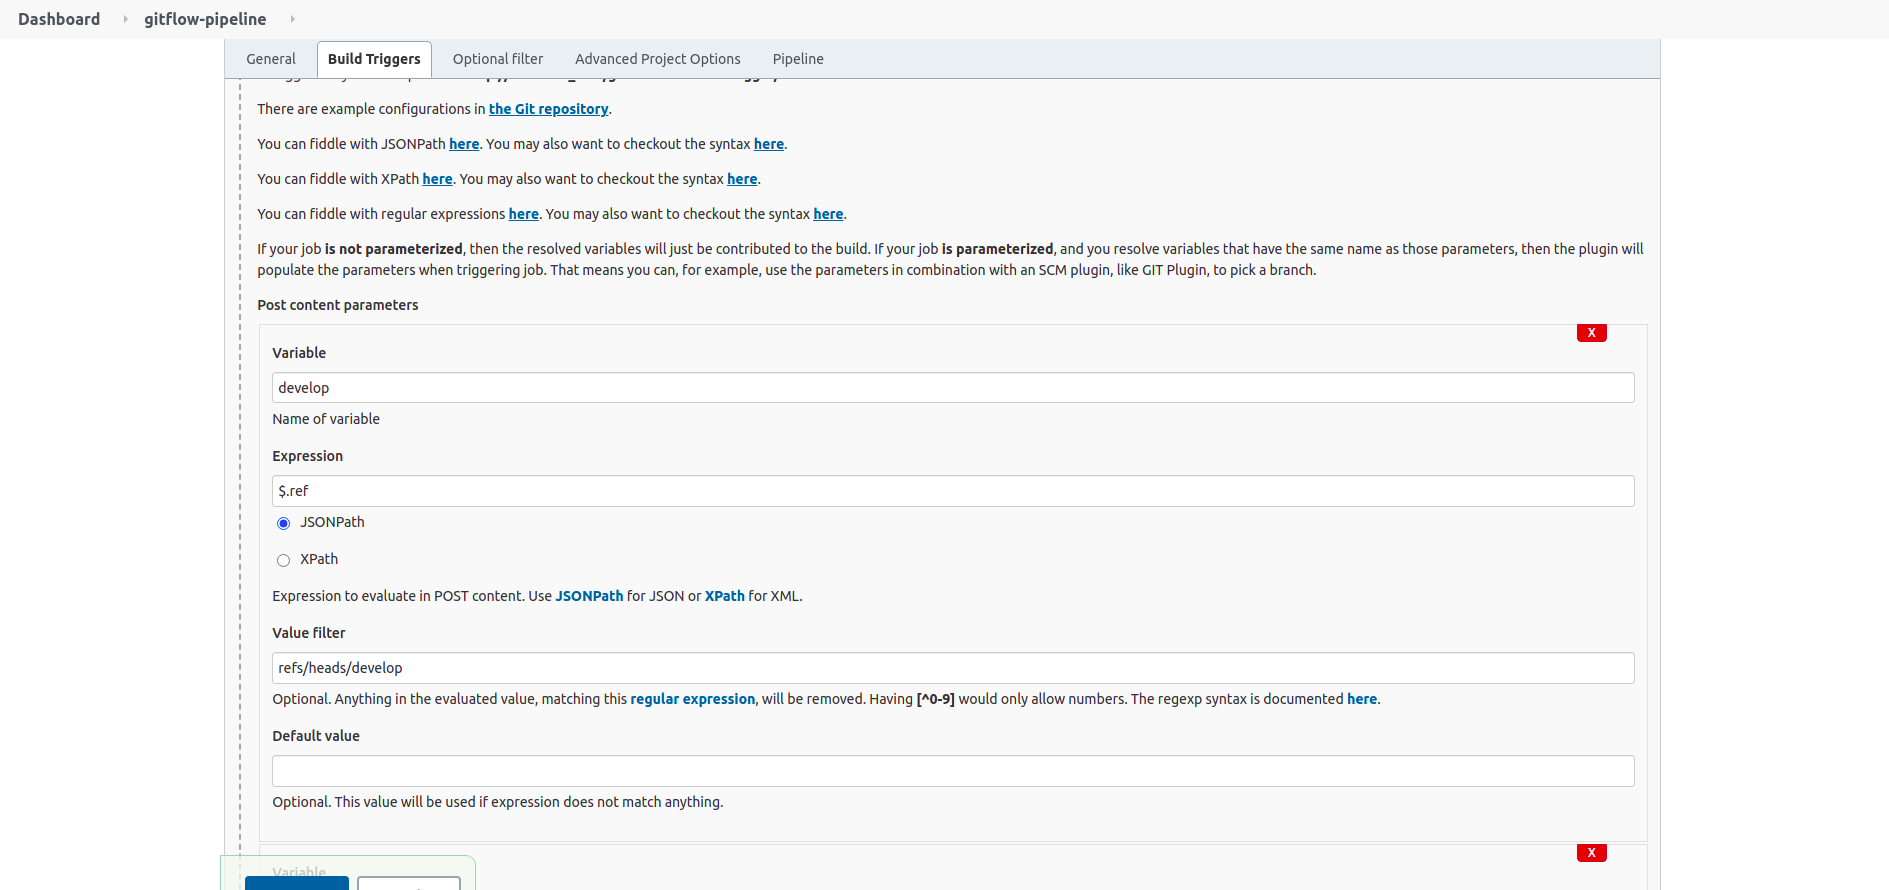 Dashboard
gitflow-pipeline
General
Build Triggers
Optional filter
Advanced Project Options
Pipeline
There are example configurations in the Git repository.
You can fiddle with JSONPath here. You may also want to checkout the syntax here.
You can fiddle with XPath here. You may also want to checkout the syntax here.
You can fiddle with regular expressions here. You may also want to checkout the syntax here.
If your job is not parameterized, then the resolved variables will just be contributed to the build. If your job is parameterized, and you resolve variables that have the same name as those parameters, then the plugin will
populate the parameters when triggering job. That means you can, for example, use the parameters in combination with an SCM plugin, like GIT Plugin, to pick a branch.
Post content parameters
X
Variable
develop
Name of variable
Expression
$.ref
JSONPath
XPath
Expression to evaluate in POST content. Use JSONPath for JSON or XPath for XML.
Value filter
refs/heads/develop
Optional. Anything in the evaluated value, matching this regular expression, will be removed. Having [^0-9] would only allow numbers. The regexp syntax is documented here.
Default value
Optional. This value will be used if expression does not match anything.
X
Variable